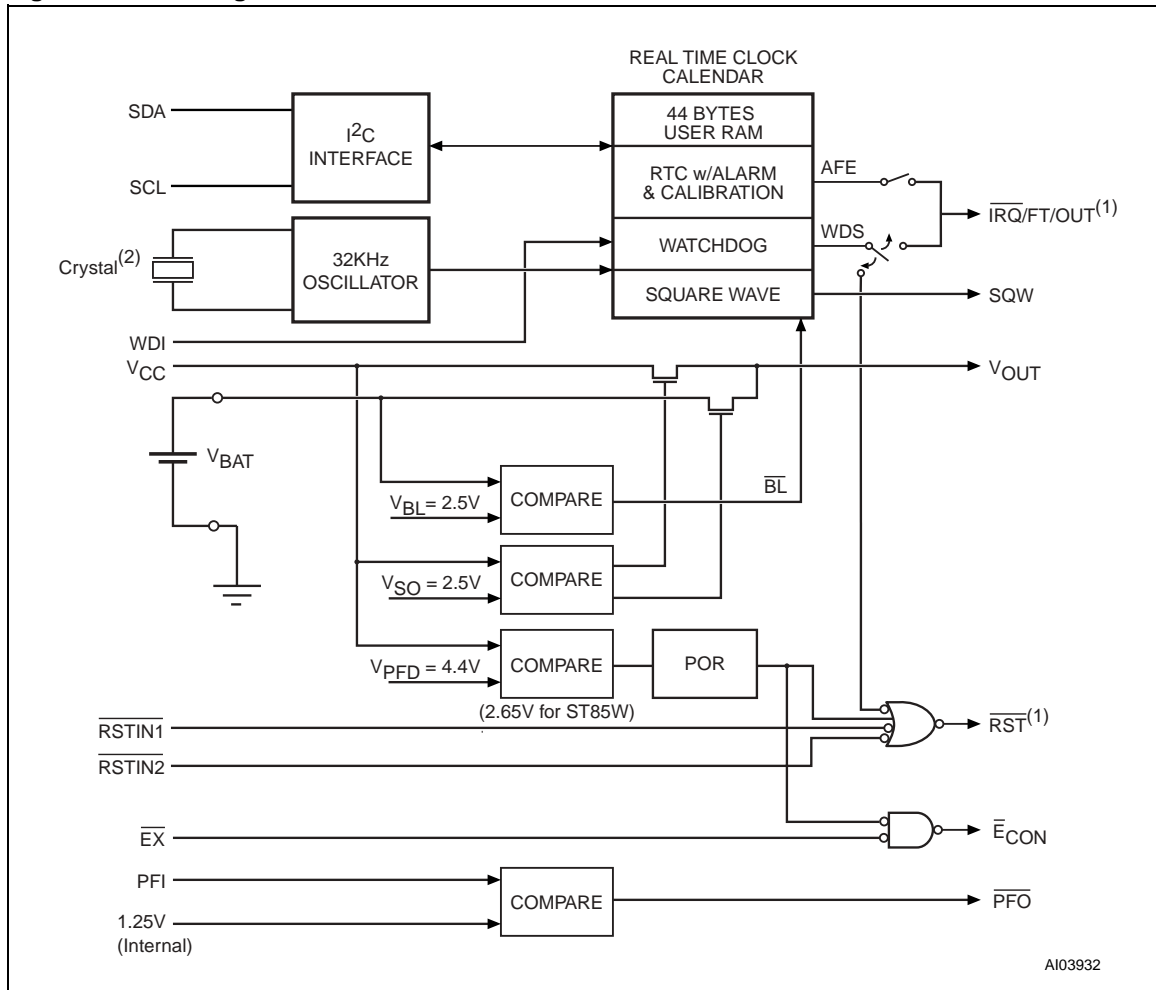 REAL TIME CLOCK
CALENDAR
SDA
I2C
INTERFACE
SCL
44 BYTES
USER RAM
RTC w/ALARM
& CALIBRATION
AFE
IRQ/FT/OUT(1)
WATCHDOG
WDS
Crystal(2)
32KHz
OSCILLATOR
SQUARE WAVE
SQW
WDI
VCC
VOUT
VBAT
VBL= 2.5V
COMPARE
BL
VSO = 2.5V
COMPARE
VPFD = 4.4V
COMPARE
POR
(2.65V for ST85W)
RSTIN1
RST(1)
RSTIN2
EX
ECON
PFI
COMPARE
PFO
1.25V
(Internal)
AI03932